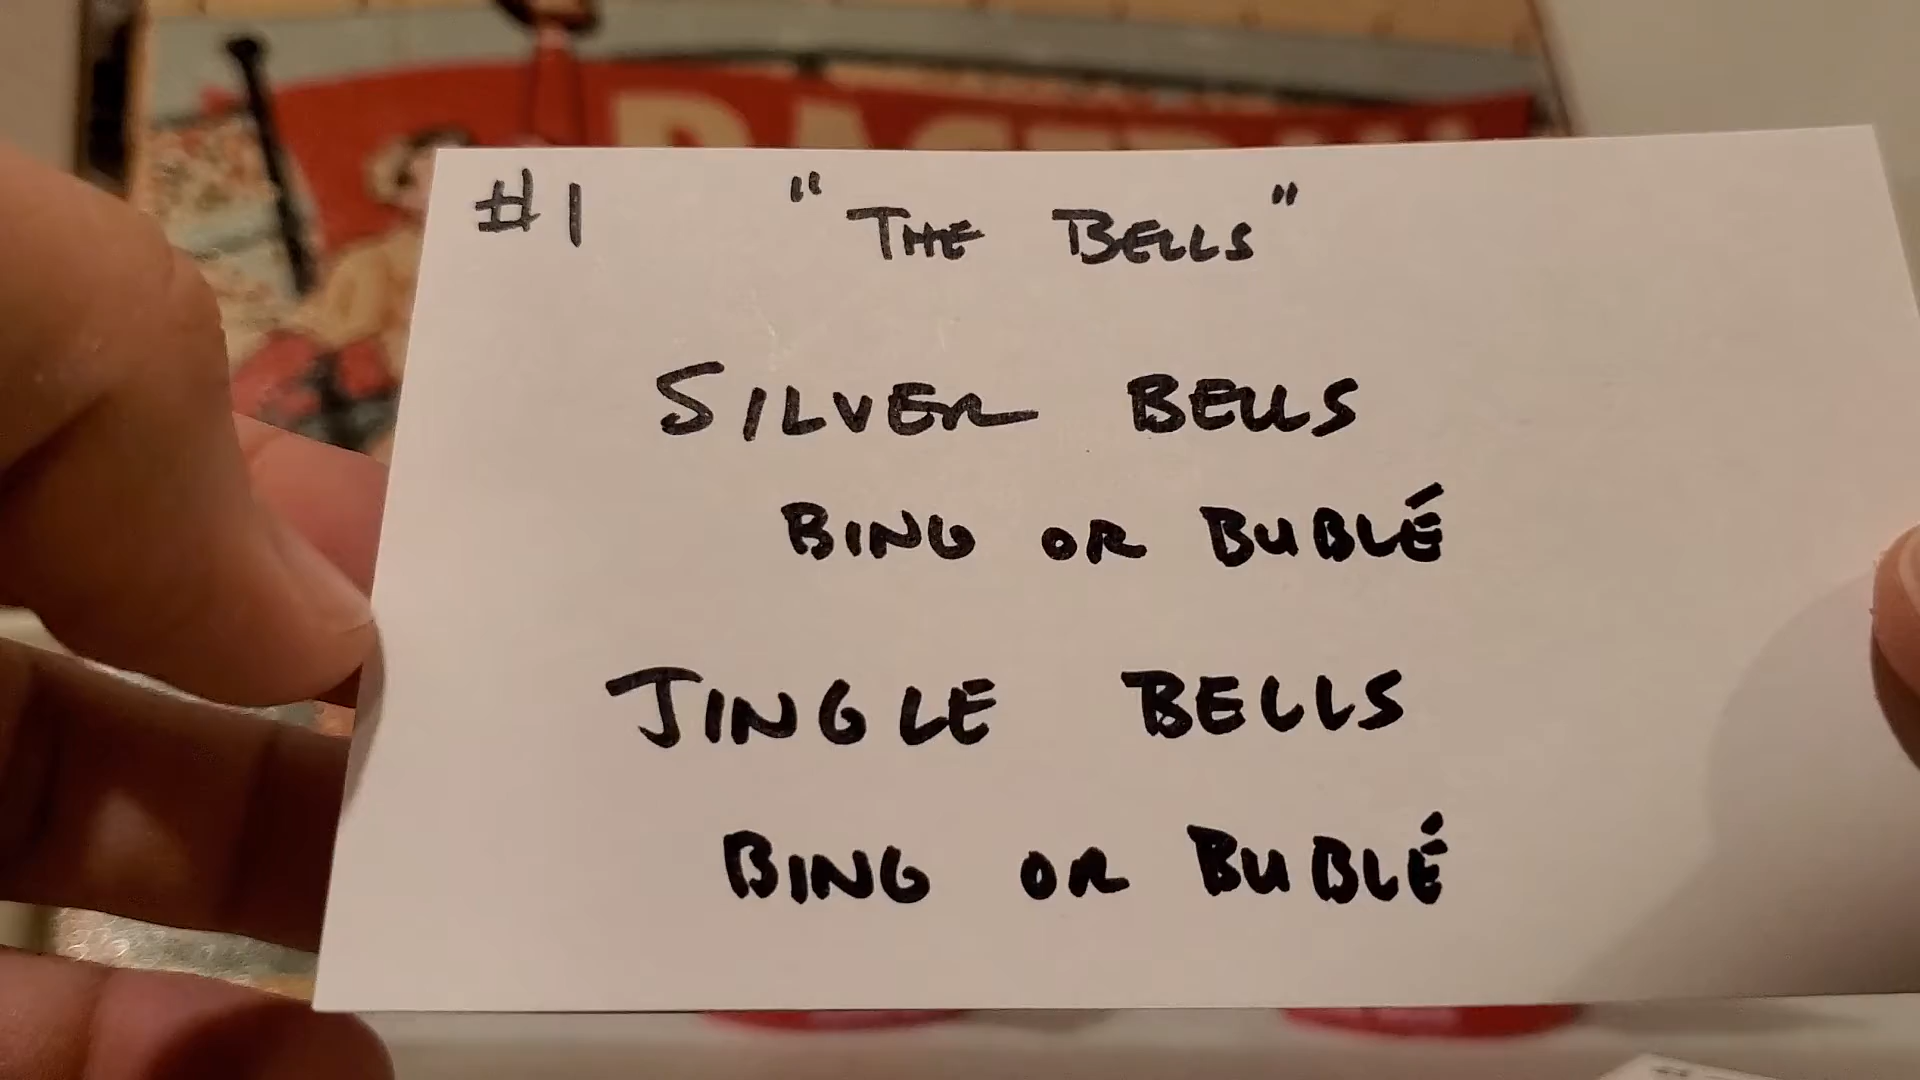 #1 "THE BELLS"
SILVER BELLS
BING OR BUBLÉ
JINGLE BELLS
BING OR BUBLÉ